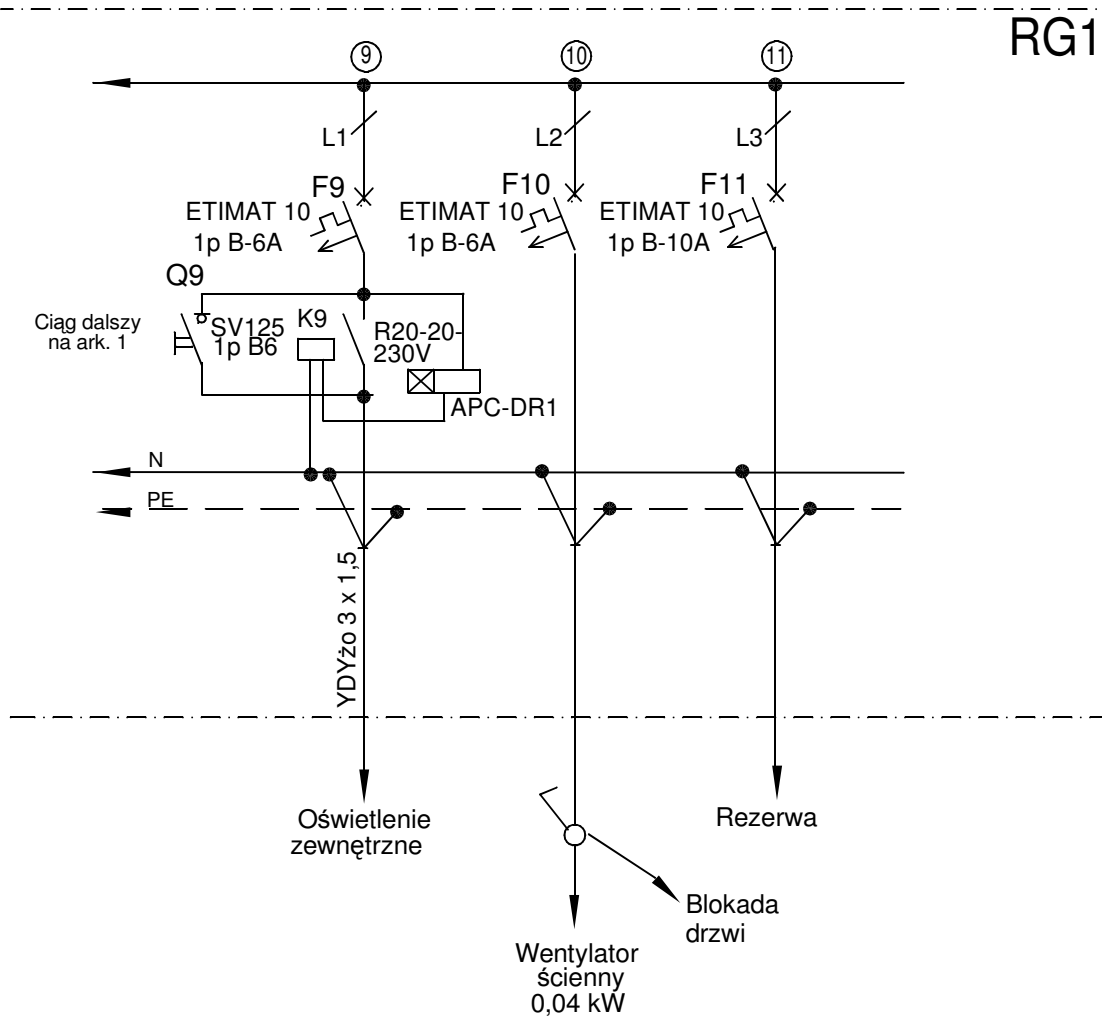 RG1
9
10
11
L1
L2
L3
F9
F10
F11
ETIMAT 10
1p B-6A
ETIMAT 10
1p B-6A
ETIMAT 10
1p B-10A
Q9
Ciąg dalszy
na ark. 1
SV125
1p B6
K9
R20-20-
230V
APC-DR1
N
PE
YDYżo 3 x 1,5
Oświetlenie
zewnętrzne
Rezerwa
Blokada
drzwi
Wentylator
ścienny
0,04 kW